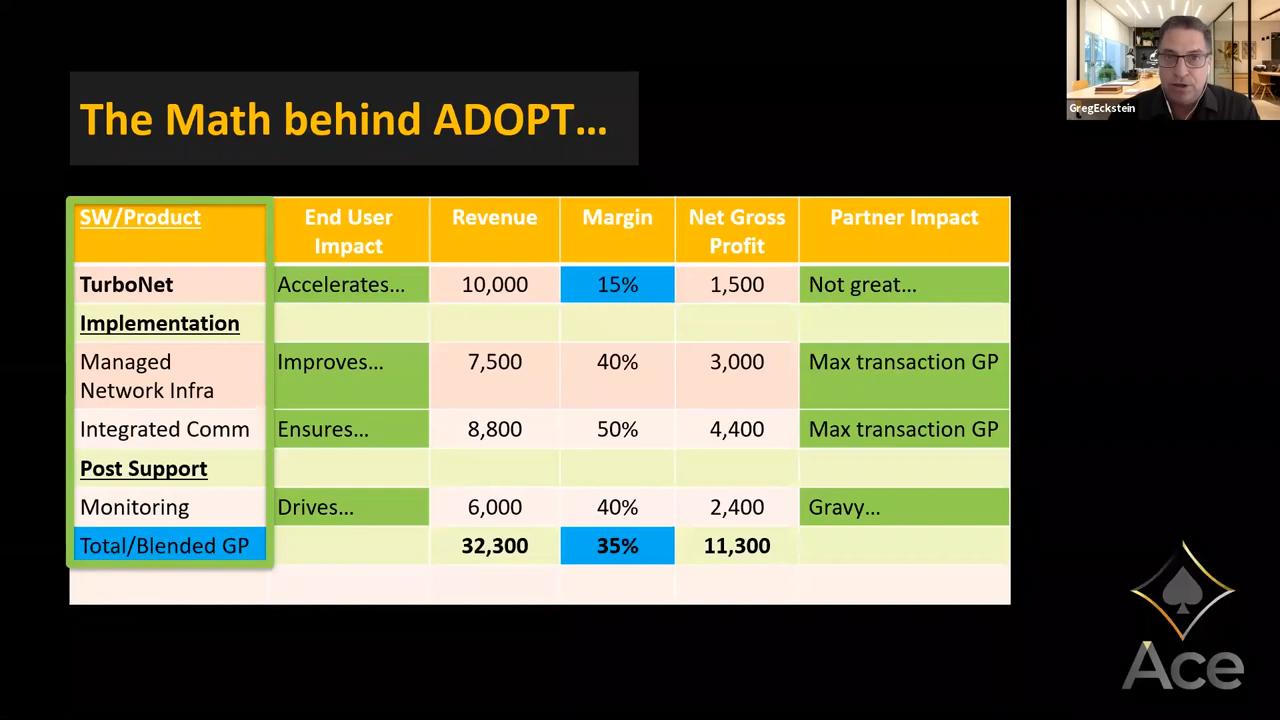 GregEckstein
The Math behind ADOPT…
SW/Product End User Impact Revenue Margin Net Gross Profit Partner Impact
TurboNet Accelerates… 10,000 15% 1,500 Not great…
Implementation
Managed Network Infra Improves… 7,500 40% 3,000 Max transaction GP
Integrated Comm Ensures… 8,800 50% 4,400 Max transaction GP
Post Support
Monitoring Drives… 6,000 40% 2,400 Gravy…
Total/Blended GP 32,300 35% 11,300
Ace